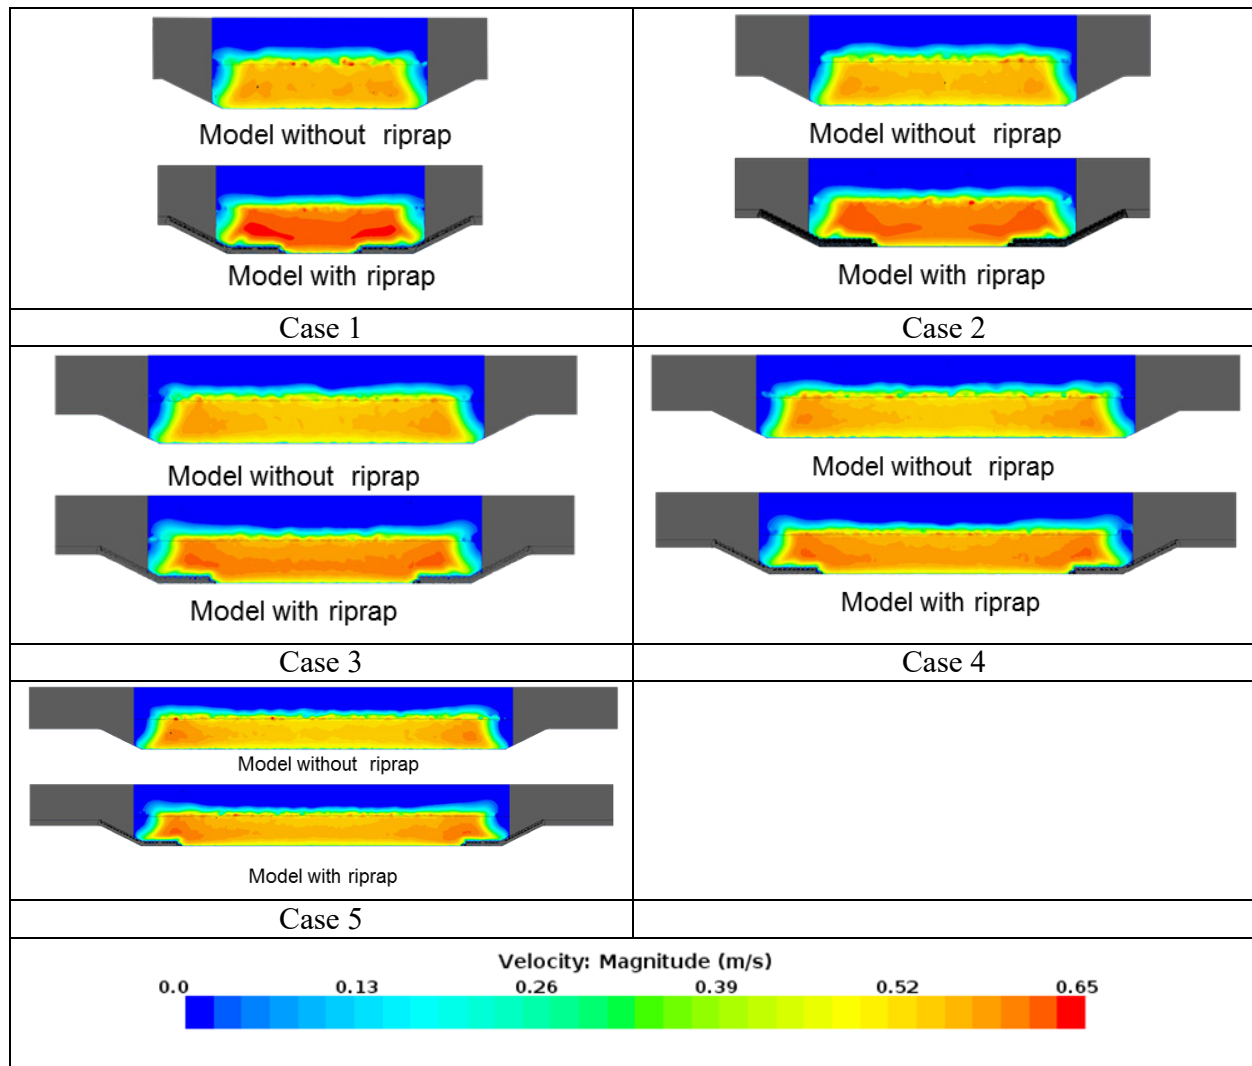 Model without riprap
Model with riprap
Case 1
Model without riprap
Model with riprap
Case 2
Model without riprap
Model with riprap
Case 3
Model without riprap
Model with riprap
Case 4
Model without riprap
Model with riprap
Case 5
Velocity: Magnitude (m/s)
0.0 0.13 0.26 0.39 0.52 0.65